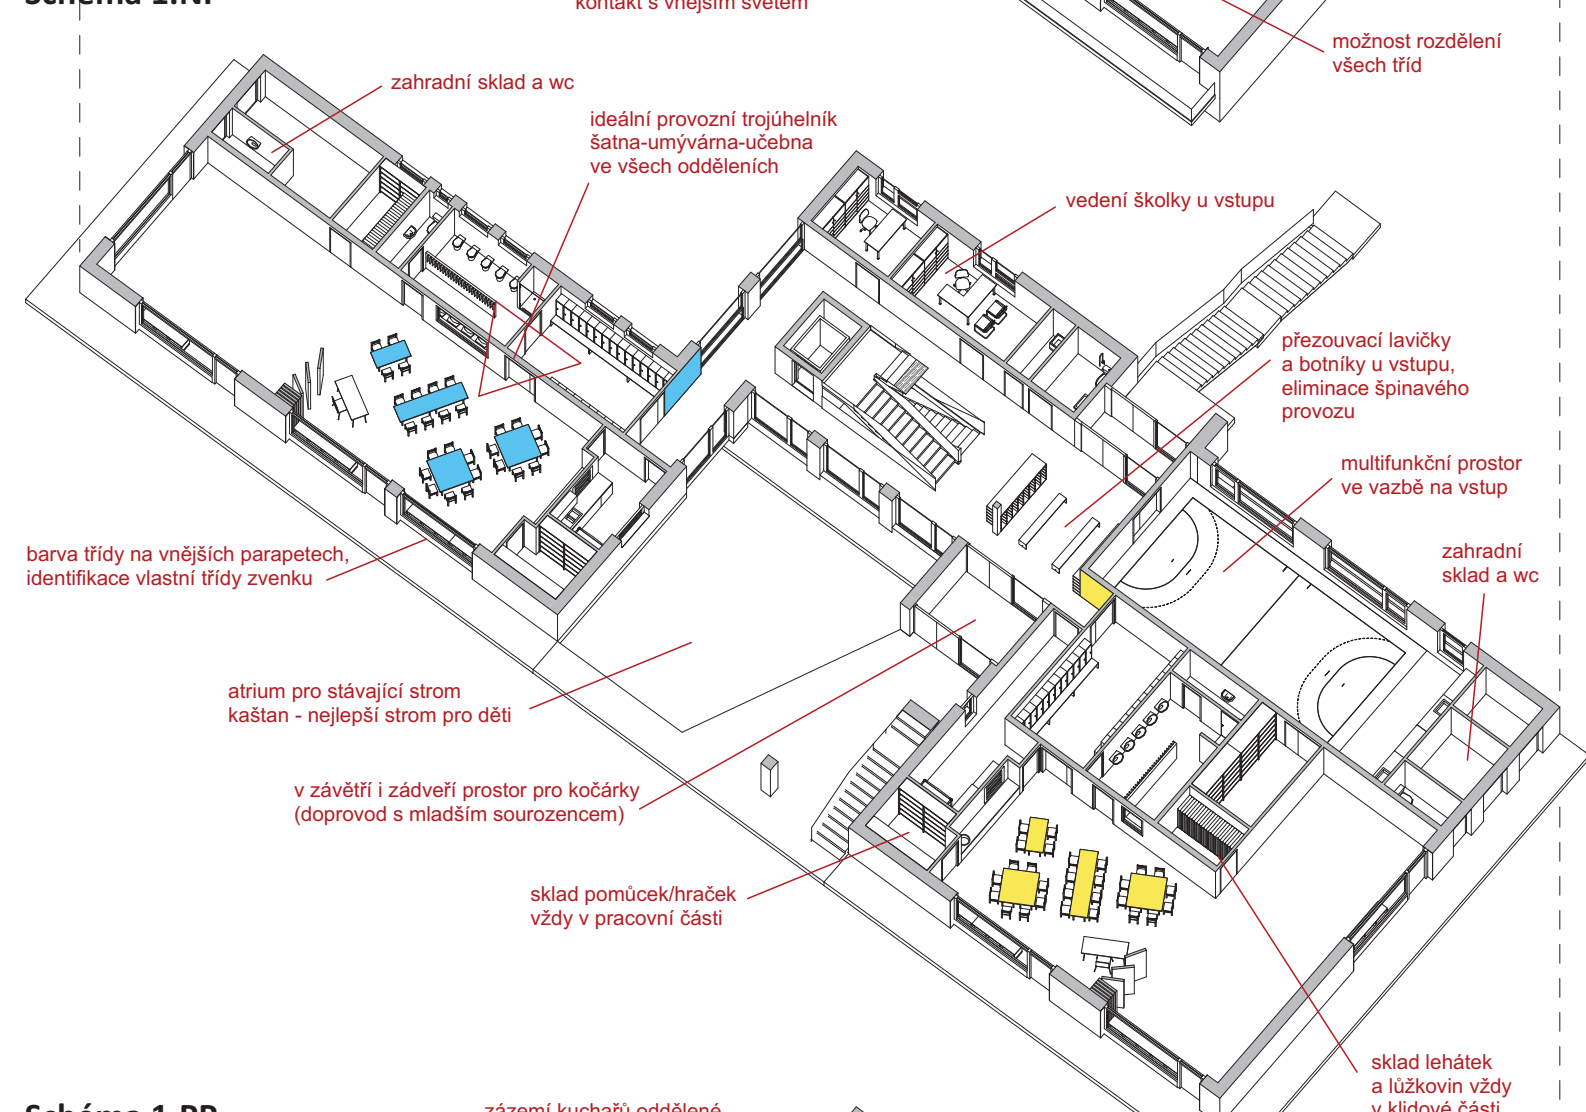 Schéma 1.NP
kontakt s vnějším světem
možnost rozdělení
všech tříd
zahradní sklad a wc
ideální provozní trojúhelník
šatna-umývárna-učebna
ve všech odděleních
vedení školky u vstupu
přezouvací lavičky
a botníky u vstupu,
eliminace špinavého
provozu
multifunkční prostor
ve vazbě na vstup
zahradní
sklad a wc
barva třídy na vnějších parapetech,
identifikace vlastní třídy zvenku
atrium pro stávající strom
kaštan - nejlepší strom pro děti
v závětří i zádveří prostor pro kočárky
(doprovod s mladším sourozencem)
sklad pomůcek/hraček
vždy v pracovní části
sklad lehátek
a lůžkovin vždy
v klidové části
Schéma 1.PP
zázemí kuchařů oddělené